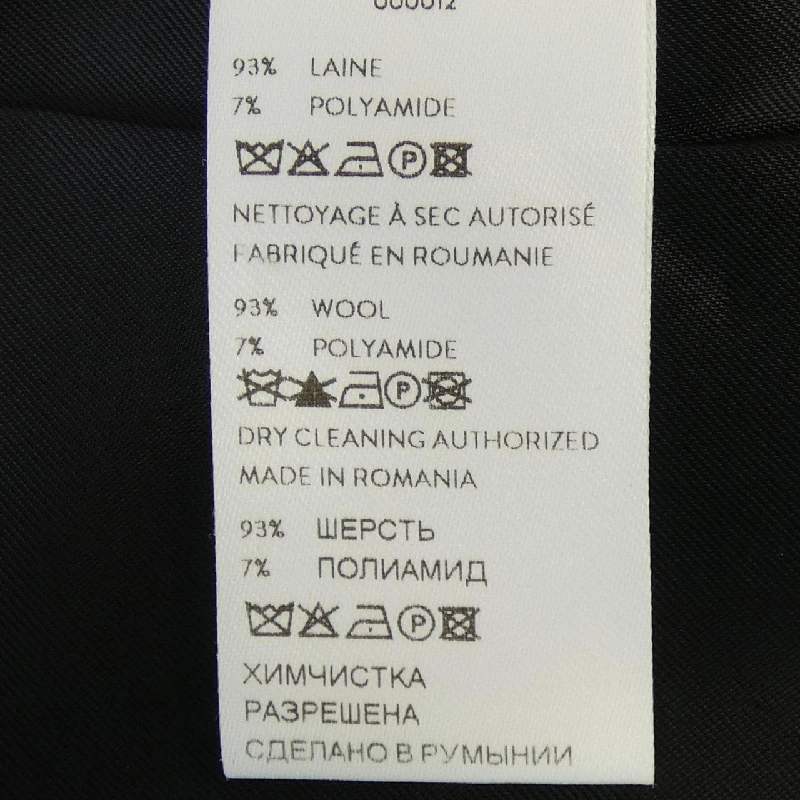 93% LAINE
7% POLYAMIDE
P
NETTOYAGE À SEC AUTORISÉ
FABRIQUÉ EN ROUMANIE
93% WOOL
7% POLYAMIDE
P
DRY CLEANING AUTHORIZED
MADE IN ROMANIA
93% ШЕРСТЬ
7% ПОЛИАМИД
P
ХИМЧИСТКА
РАЗРЕШЕНА
СДЕЛАНО В РУМЫНИИ